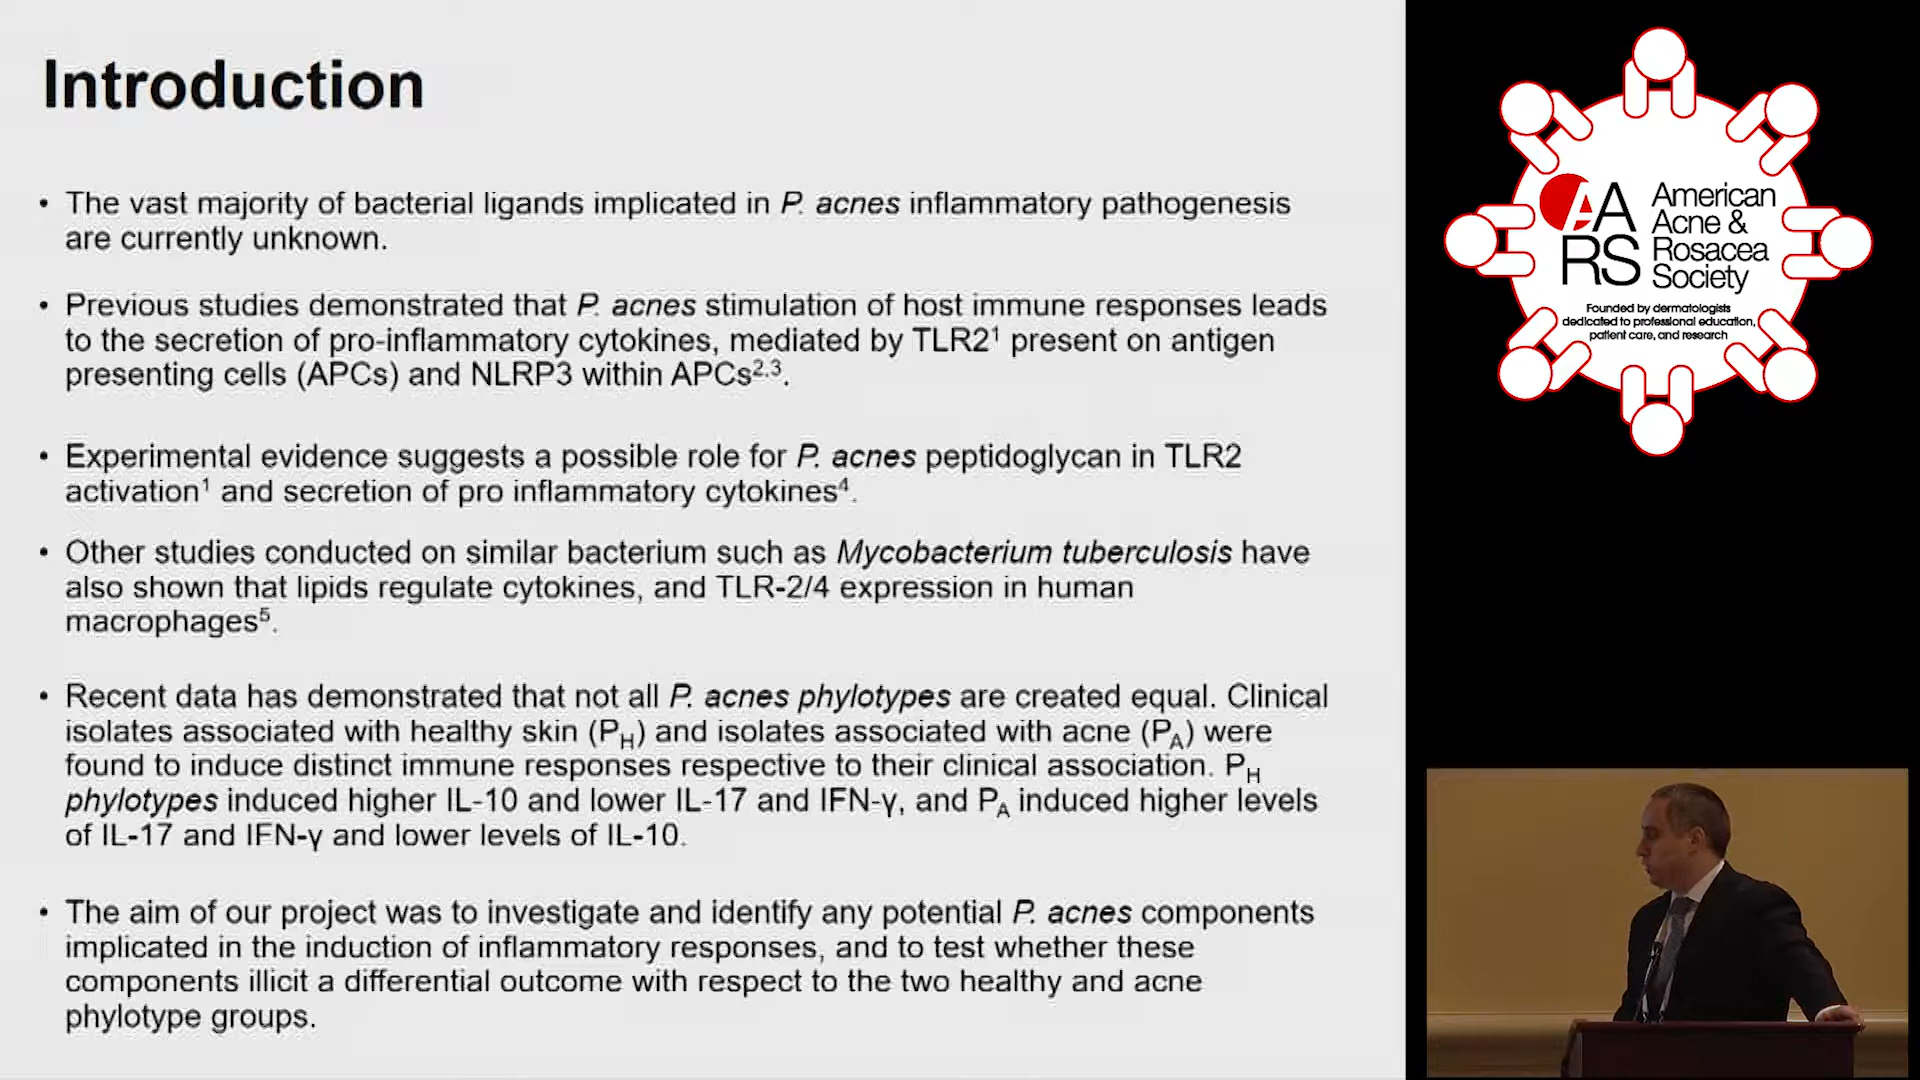 Introduction
• The vast majority of bacterial ligands implicated in P. acnes inflammatory pathogenesis
are currently unknown.
• Previous studies demonstrated that P. acnes stimulation of host immune responses leads
to the secretion of pro-inflammatory cytokines, mediated by TLR2¹ present on antigen
presenting cells (APCs) and NLRP3 within APCs²,³.
• Experimental evidence suggests a possible role for P. acnes peptidoglycan in TLR2
activation¹ and secretion of pro inflammatory cytokines⁴.
• Other studies conducted on similar bacterium such as Mycobacterium tuberculosis have
also shown that lipids regulate cytokines, and TLR-2/4 expression in human
macrophages⁵.
• Recent data has demonstrated that not all P. acnes phylotypes are created equal. Clinical
isolates associated with healthy skin (PH) and isolates associated with acne (PA) were
found to induce distinct immune responses respective to their clinical association. PH
phylotypes induced higher IL-10 and lower IL-17 and IFN-γ, and PA induced higher levels
of IL-17 and IFN-γ and lower levels of IL-10.
• The aim of our project was to investigate and identify any potential P. acnes components
implicated in the induction of inflammatory responses, and to test whether these
components illicit a differential outcome with respect to the two healthy and acne
phylotype groups.
AA
RS
American
Acne &
Rosacea
Society
Founded by dermatologists
dedicated to professional education,
patient care, and research